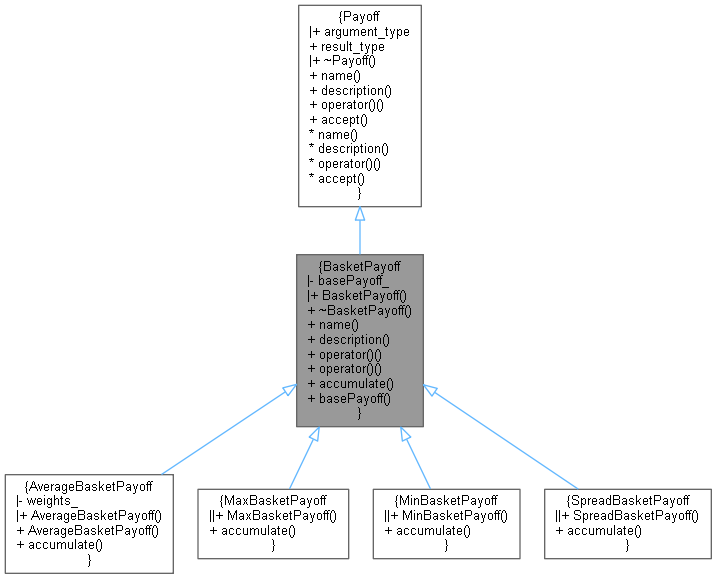 {Payoff
|+ argument_type
+ result_type
|+ ~Payoff()
+ name()
+ description()
+ operator()()
+ accept()
* name()
* description()
* operator()()
* accept()
}
{BasketPayoff
|- basePayoff_
|+ BasketPayoff()
+ ~BasketPayoff()
+ name()
+ description()
+ operator()()
+ operator()()
+ accumulate()
+ basePayoff()
}
{AverageBasketPayoff
|- weights_
|+ AverageBasketPayoff()
+ AverageBasketPayoff()
+ accumulate()
}
{MaxBasketPayoff
||+ MaxBasketPayoff()
+ accumulate()
}
{MinBasketPayoff
||+ MinBasketPayoff()
+ accumulate()
}
{SpreadBasketPayoff
||+ SpreadBasketPayoff()
+ accumulate()
}